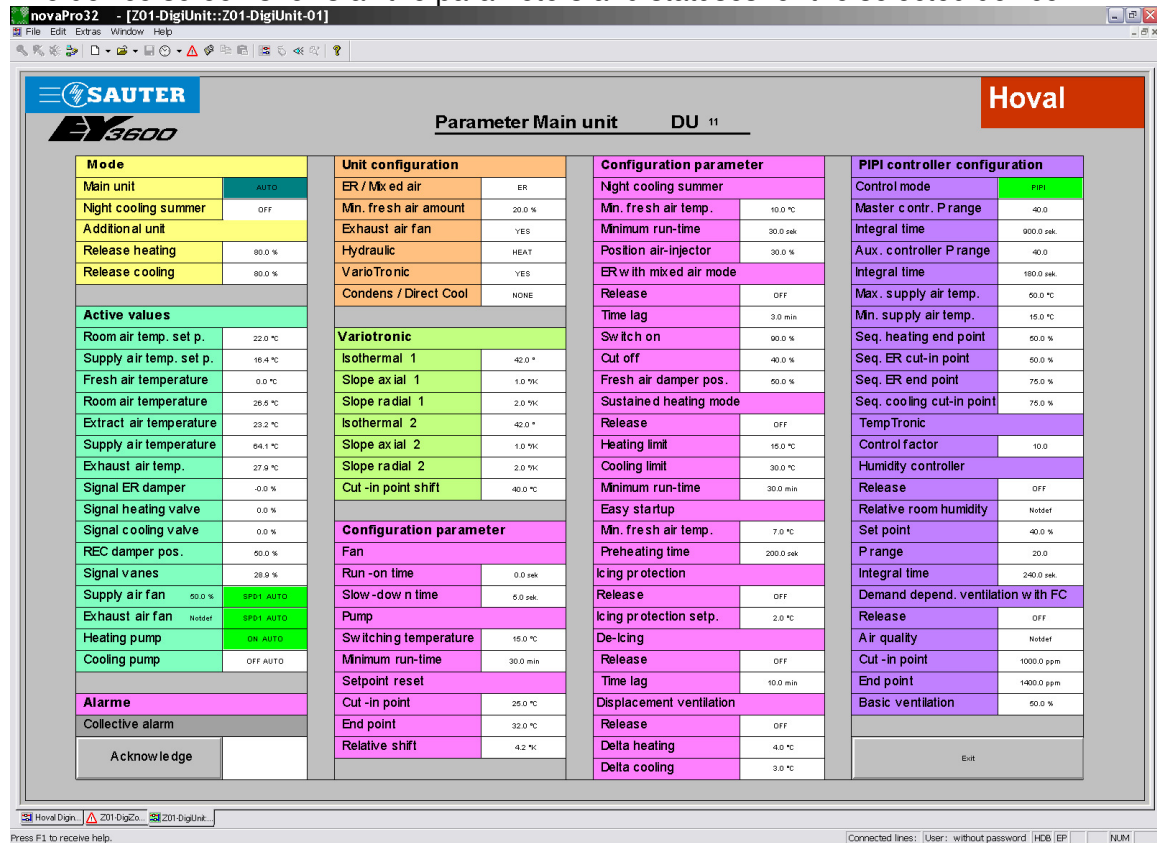 novaPro32 - [Z01-DigiUnit::Z01-DigiUnit-01]
File Edit Extras Window Help
SAUTER
EY3600
Parameter Main unit DU 11
Hoval
Mode
Main unit AUTO
Night cooling summer OFF
Additional unit
Release heating 80.0 %
Release cooling 80.0 %
Active values
Room air temp. set p. 22.0 °C
Supply air temp. set p. 16.4 °C
Fresh air temperature 0.0 °C
Room air temperature 26.5 °C
Extract air temperature 23.2 °C
Supply air temperature 64.1 °C
Exhaust air temp. 27.9 °C
Signal ER damper -0.0 %
Signal heating valve 0.0 %
Signal cooling valve 0.0 %
REC damper pos. 50.0 %
Signal vanes 28.9 %
Supply air fan 50.0 % SPD1 AUTO
Exhaust air fan Notdef SPD1 AUTO
Heating pump ON AUTO
Cooling pump OFF AUTO
Alarme
Collective alarm
Acknowledge
Unit configuration
ER / Mixed air ER
Min. fresh air amount 20.0 %
Exhaust air fan YES
Hydraulic HEAT
VarioTronic YES
Condens / Direct Cool NONE
Variotronic
Isothermal 1 42.0 °
Slope axial 1 1.0 °/K
Slope radial 1 2.0 °/K
Isothermal 2 42.0 °
Slope axial 2 1.0 °/K
Slope radial 2 2.0 °/K
Cut -in point shift 40.0 °C
Configuration parameter
Fan
Run -on time 0.0 sek
Slow -down time 6.0 sek.
Pump
Switching temperature 15.0 °C
Minimum run-time 30.0 min
Setpoint reset
Cut -in point 25.0 °C
End point 32.0 °C
Relative shift 4.2 °K
Configuration parameter
Night cooling summer
Min. fresh air temp. 10.0 °C
Minimum run-time 30.0 sek
Position air-injector 30.0 %
ER with mixed air mode
Release OFF
Time lag 3.0 min
Switch on 90.0 %
Cut off 40.0 %
Fresh air damper pos. 50.0 %
Sustained heating mode
Release OFF
Heating limit 15.0 °C
Cooling limit 30.0 °C
Minimum run-time 30.0 min
Easy startup
Min. fresh air temp. 7.0 °C
Preheating time 200.0 sek
Icing protection
Release OFF
Icing protection setp. 2.0 °C
De-Icing
Release OFF
Time lag 10.0 min
Displacement ventilation
Release OFF
Delta heating 4.0 °C
Delta cooling 3.0 °C
PIPI controller configuration
Control mode PIPI
Master contr. P range 40.0
Integral time 900.0 sek.
Aux. controller P range 40.0
Integral time 180.0 sek.
Max. supply air temp. 60.0 °C
Min. supply air temp. 15.0 °C
Seq. heating end point 50.0 %
Seq. ER cut-in point 50.0 %
Seq. ER end point 75.0 %
Seq. cooling cut-in point 75.0 %
TempTronic
Control factor 10.0
Humidity controller
Release OFF
Relative room humidity Notdef
Set point 40.0 %
P range 20.0
Integral time 240.0 sek.
Demand depend. ventilation with FC
Release OFF
Air quality Notdef
Cut -in point 1000.0 ppm
End point 1400.0 ppm
Basic ventilation 50.0 %
Exit
Hoval Digin... Z01-DigiZo... Z01-DigiUnit:...
Press F1 to receive help. Connected lines: User: without password HDB EP NUM